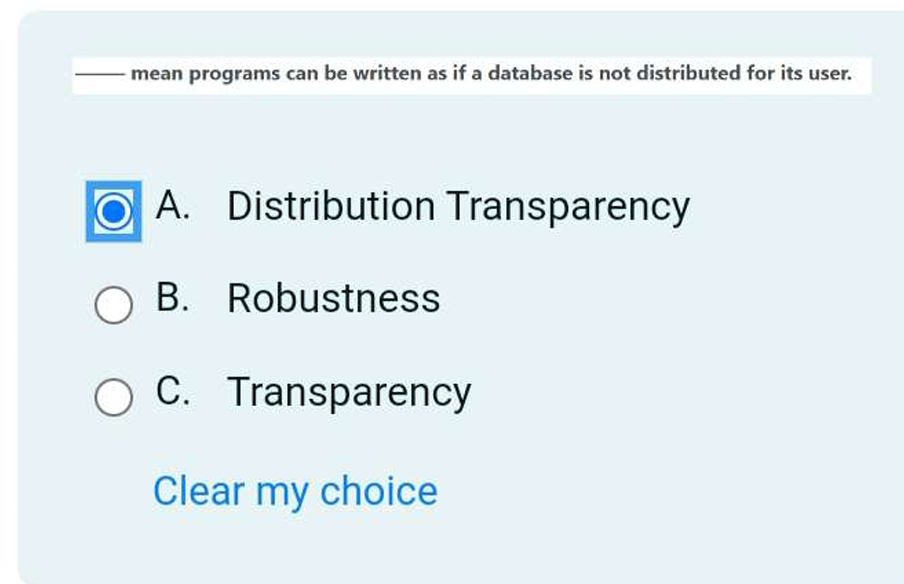 —— mean programs can be written as if a database is not distributed for its user.
A. Distribution Transparency
B. Robustness
C. Transparency
Clear my choice